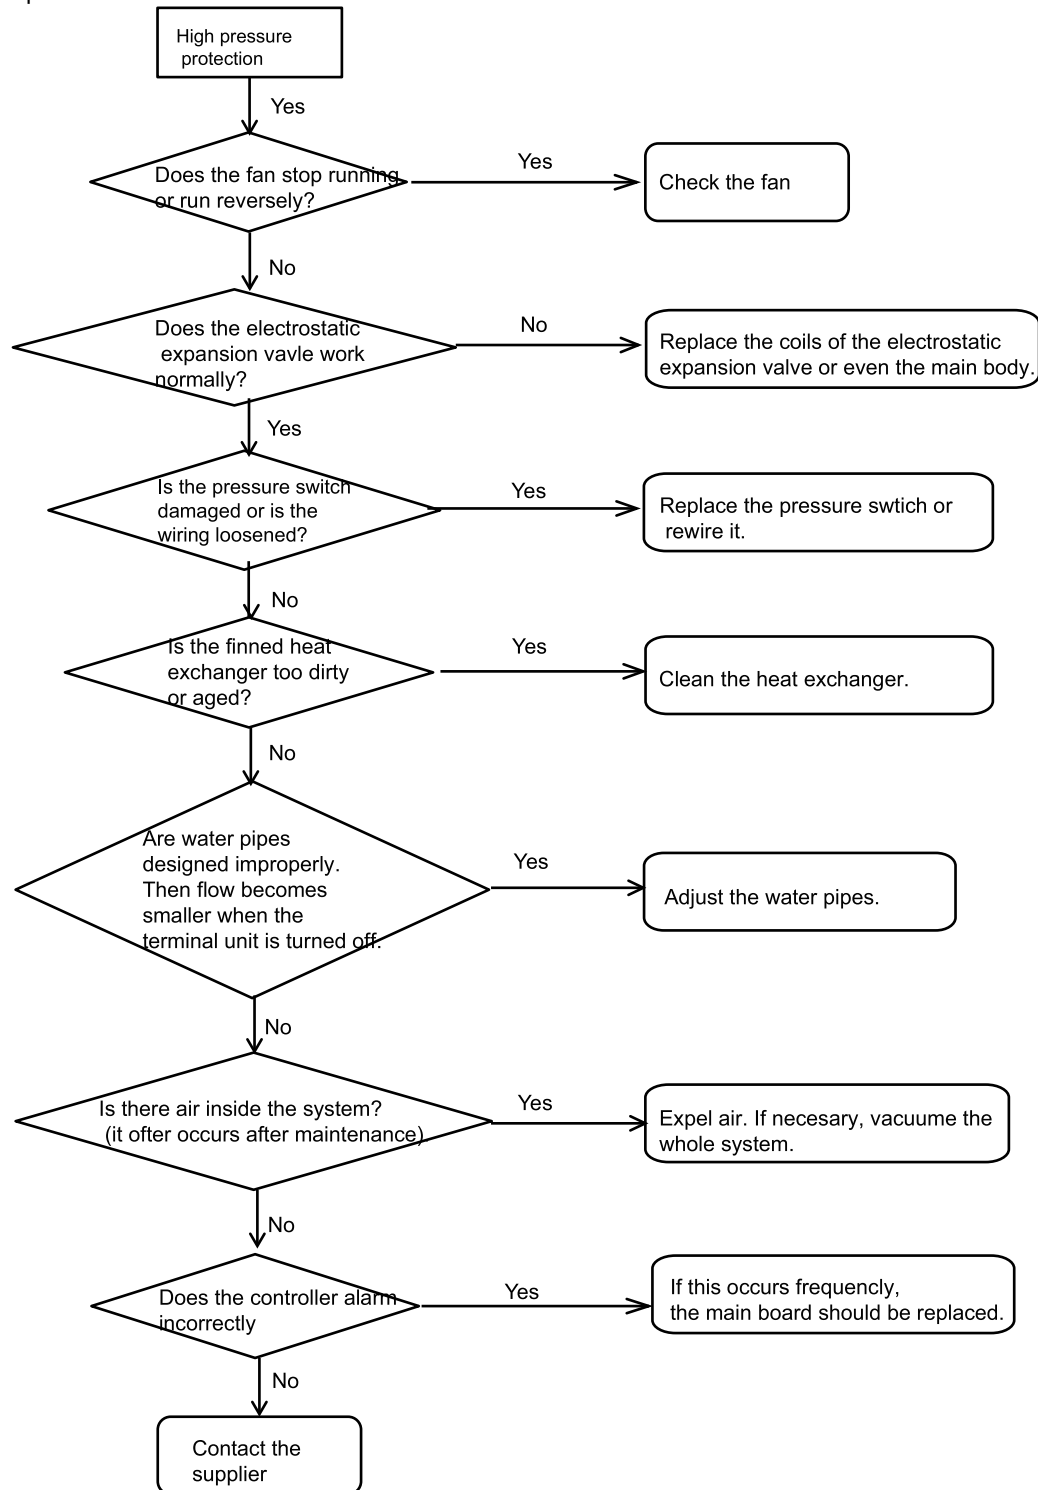 High pressure
protection
Yes
Does the fan stop running
or run reversely?
Yes
Check the fan
No
Does the electrostatic
expansion vavle work
normally?
No
Replace the coils of the electrostatic
expansion valve or even the main body.
Yes
Is the pressure switch
damaged or is the
wiring loosened?
Yes
Replace the pressure swtich or
rewire it.
No
Is the finned heat
exchanger too dirty
or aged?
Yes
Clean the heat exchanger.
No
Are water pipes
designed improperly.
Then flow becomes
smaller when the
terminal unit is turned off.
Yes
Adjust the water pipes.
No
Is there air inside the system?
(it ofter occurs after maintenance)
Yes
Expel air. If necesary, vacuume the
whole system.
No
Does the controller alarm
incorrectly
Yes
If this occurs frequencly,
the main board should be replaced.
No
Contact the
supplier